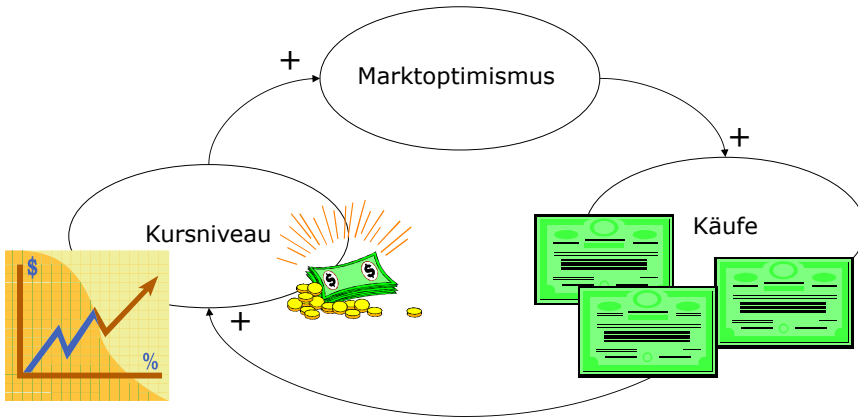 Marktoptimismus
+
+
Kursniveau
Käufe
+
$
%
$
$